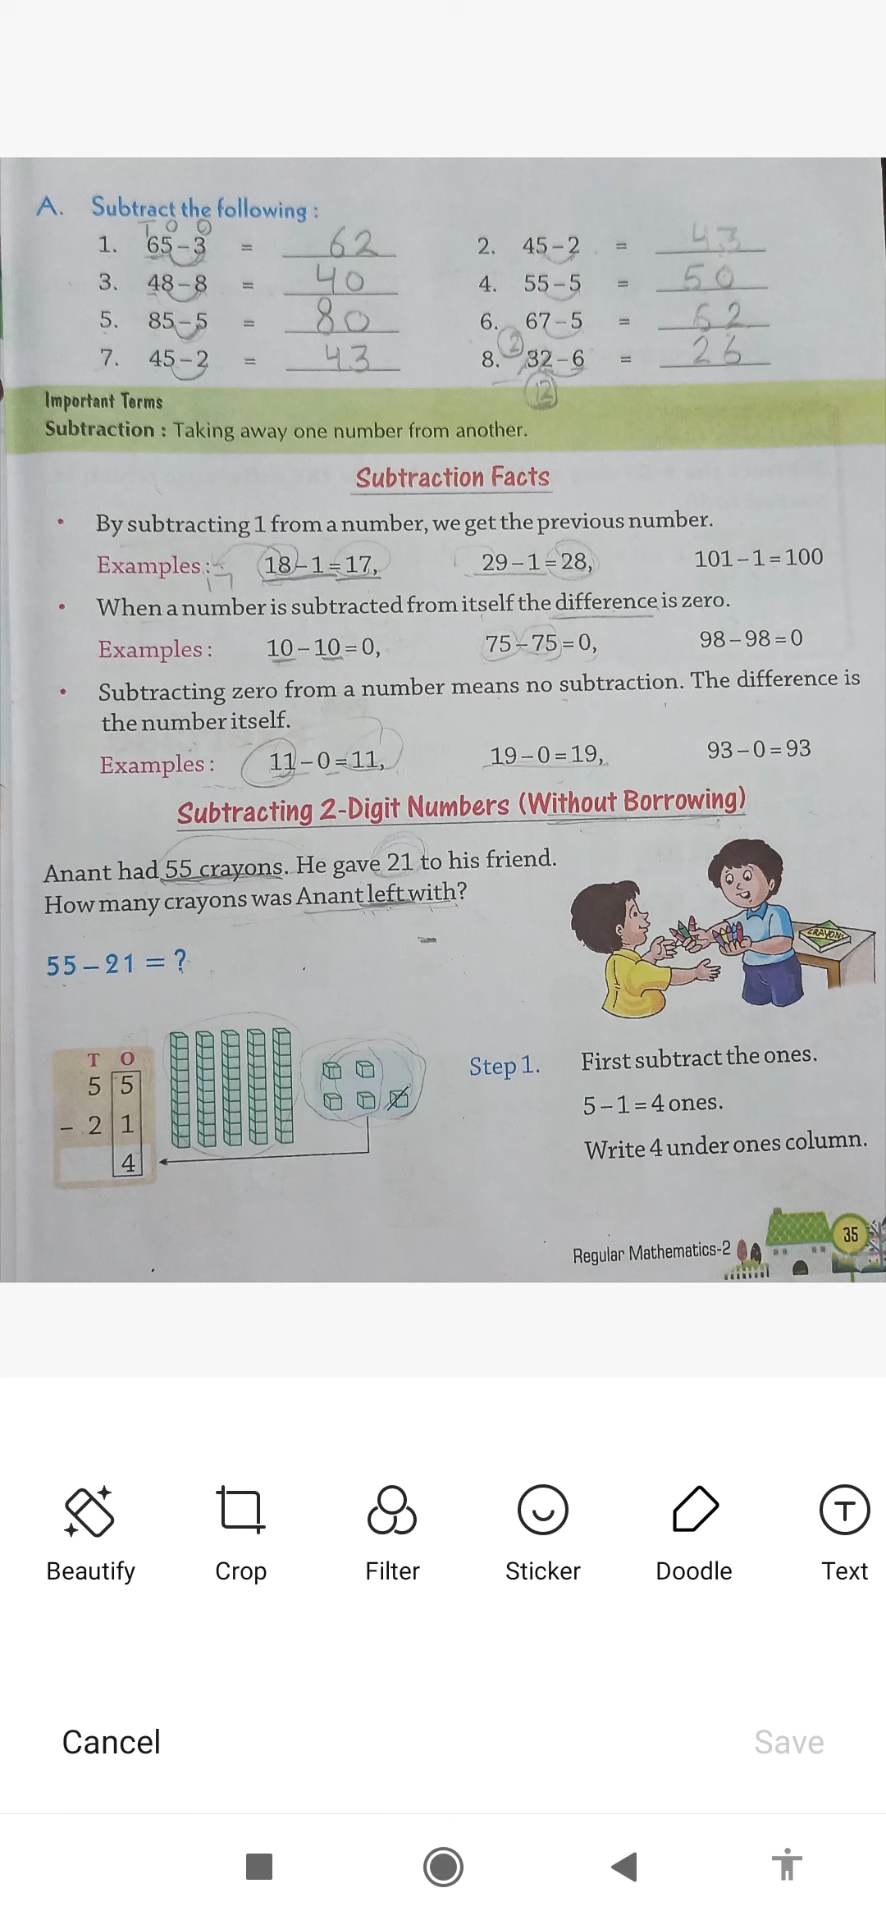 A. Subtract the following :
T O O
1. 65-3 = 62 2. 45-2 = 43
3. 48-8 = 40 4. 55-5 = 50
5. 85-5 = 80 6. 67-5 = 62
7. 45-2 = 43 8. 32-6 = 26
2
12
Important Terms
Subtraction : Taking away one number from another.
Subtraction Facts
• By subtracting 1 from a number, we get the previous number.
Examples : 18-1=17, 29-1=28, 101-1=100
17
• When a number is subtracted from itself the difference is zero.
Examples : 10-10=0, 75-75=0, 98-98=0
• Subtracting zero from a number means no subtraction. The difference is
the number itself.
Examples : 11-0=11, 19-0=19, 93-0=93
Subtracting 2-Digit Numbers (Without Borrowing)
Anant had 55 crayons. He gave 21 to his friend.
How many crayons was Anant left with?
CRAYONS
55-21 = ?
T O
5 5
- 2 1
4
Step 1. First subtract the ones.
5-1=4 ones.
Write 4 under ones column.
Regular Mathematics-2 35
Beautify Crop Filter Sticker Doodle Text
Cancel Save